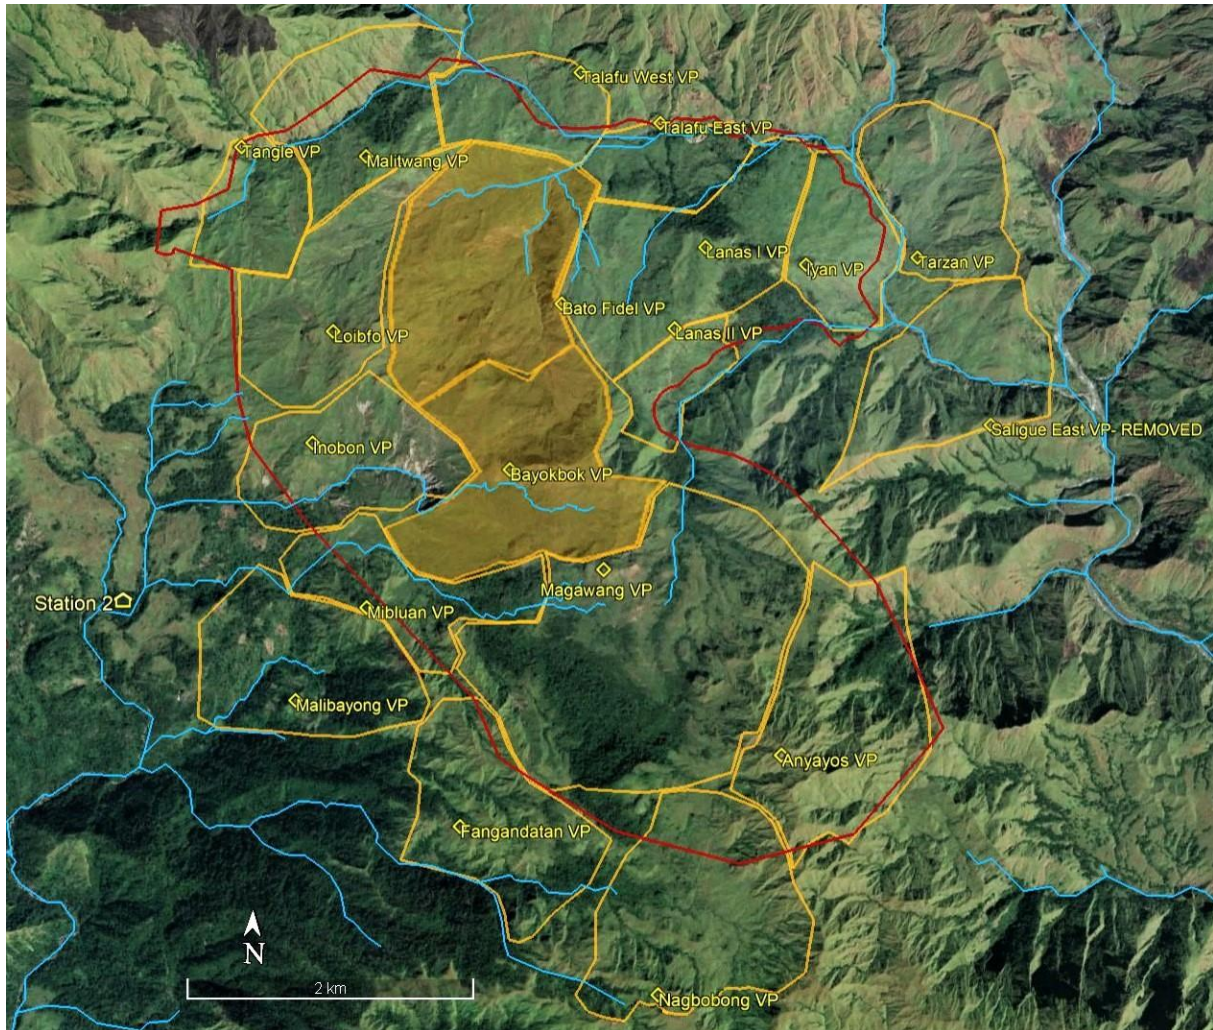 Talafu West VP
Talafu East VP
Tangle VP
Malitwang VP
Lanas I VP
Iyan VP
Tarzan VP
Bato Fidel VP
Loibfo VP
Lanas II VP
Saligue East VP- REMOVED
Inobon VP
Bayokbok VP
Magawang VP
Station 2
Mibluan VP
Malibayong VP
Anyayos VP
Fangandatan VP
N
2 km
Nagbobong VP